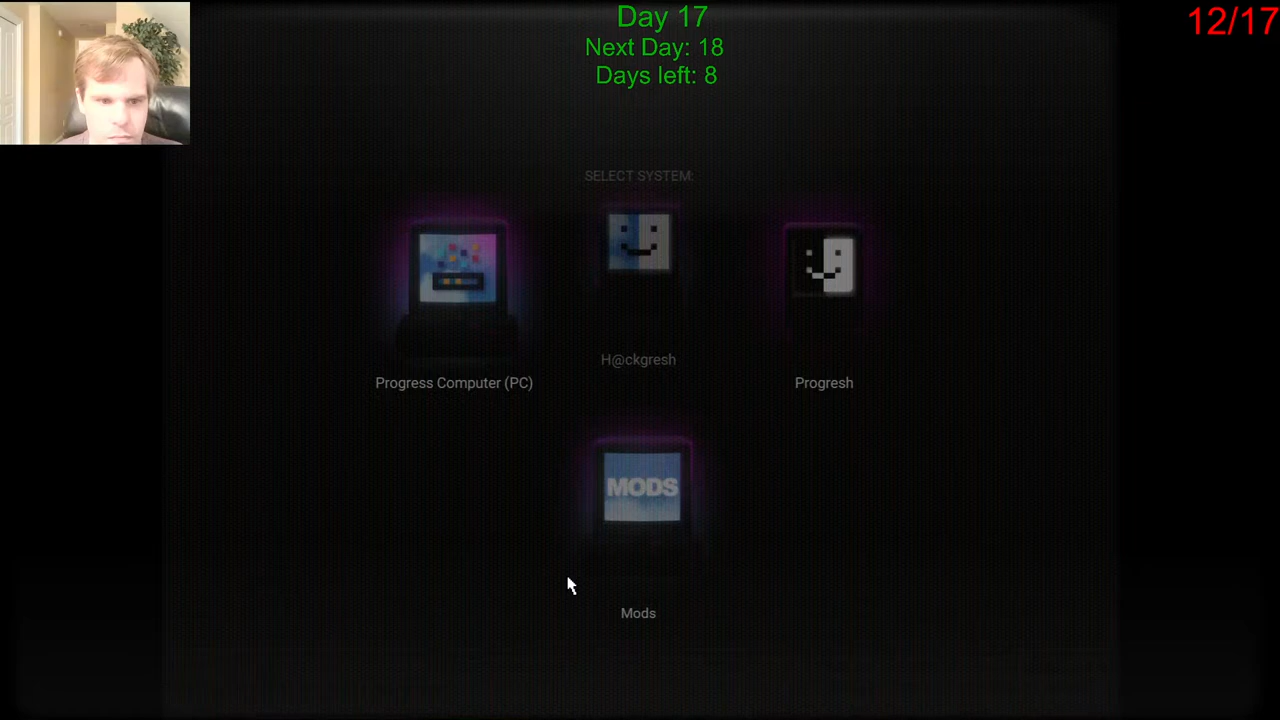 Day 17
Next Day: 18
Days left: 8
12/17
SELECT SYSTEM:
H@ckgresh
Progress Computer (PC)
Progresh
MODS
Mods